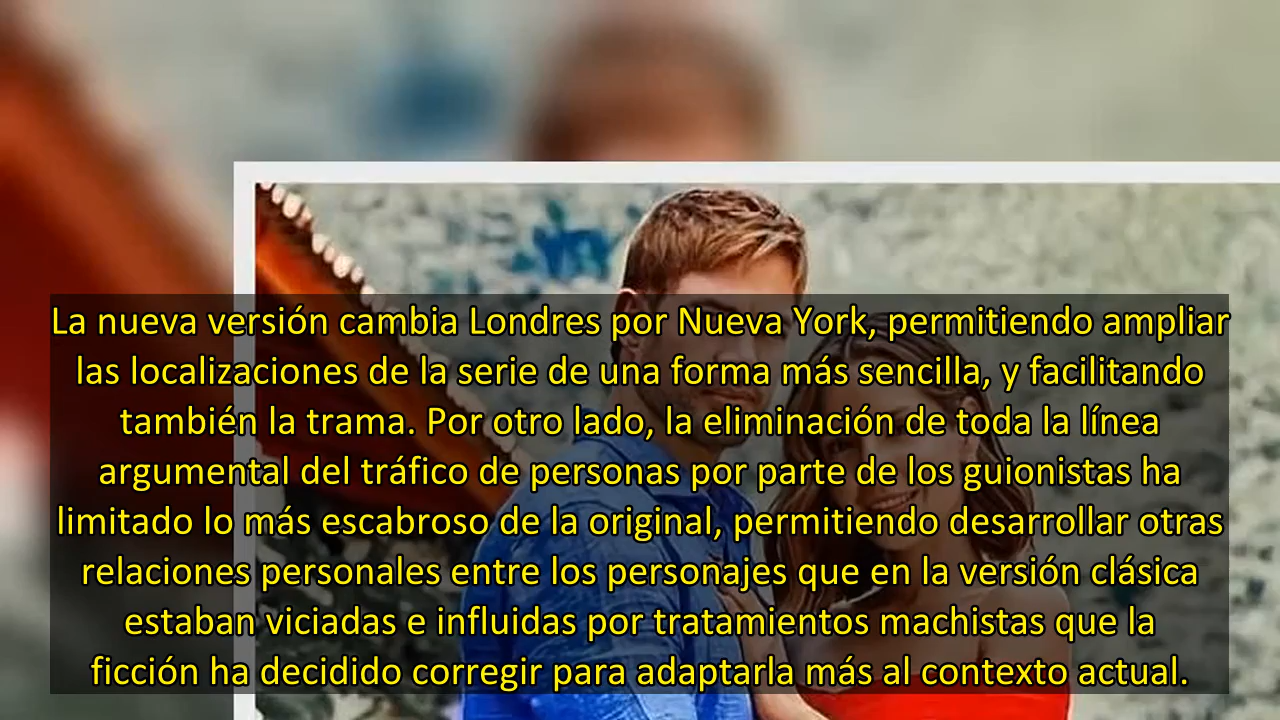 La nueva versión cambia Londres por Nueva York, permitiendo ampliar
las localizaciones de la serie de una forma más sencilla, y facilitando
también la trama. Por otro lado, la eliminación de toda la línea
argumental del tráfico de personas por parte de los guionistas ha
limitado lo más escabroso de la original, permitiendo desarrollar otras
relaciones personales entre los personajes que en la versión clásica
estaban viciadas e influidas por tratamientos machistas que la
ficción ha decidido corregir para adaptarla más al contexto actual.